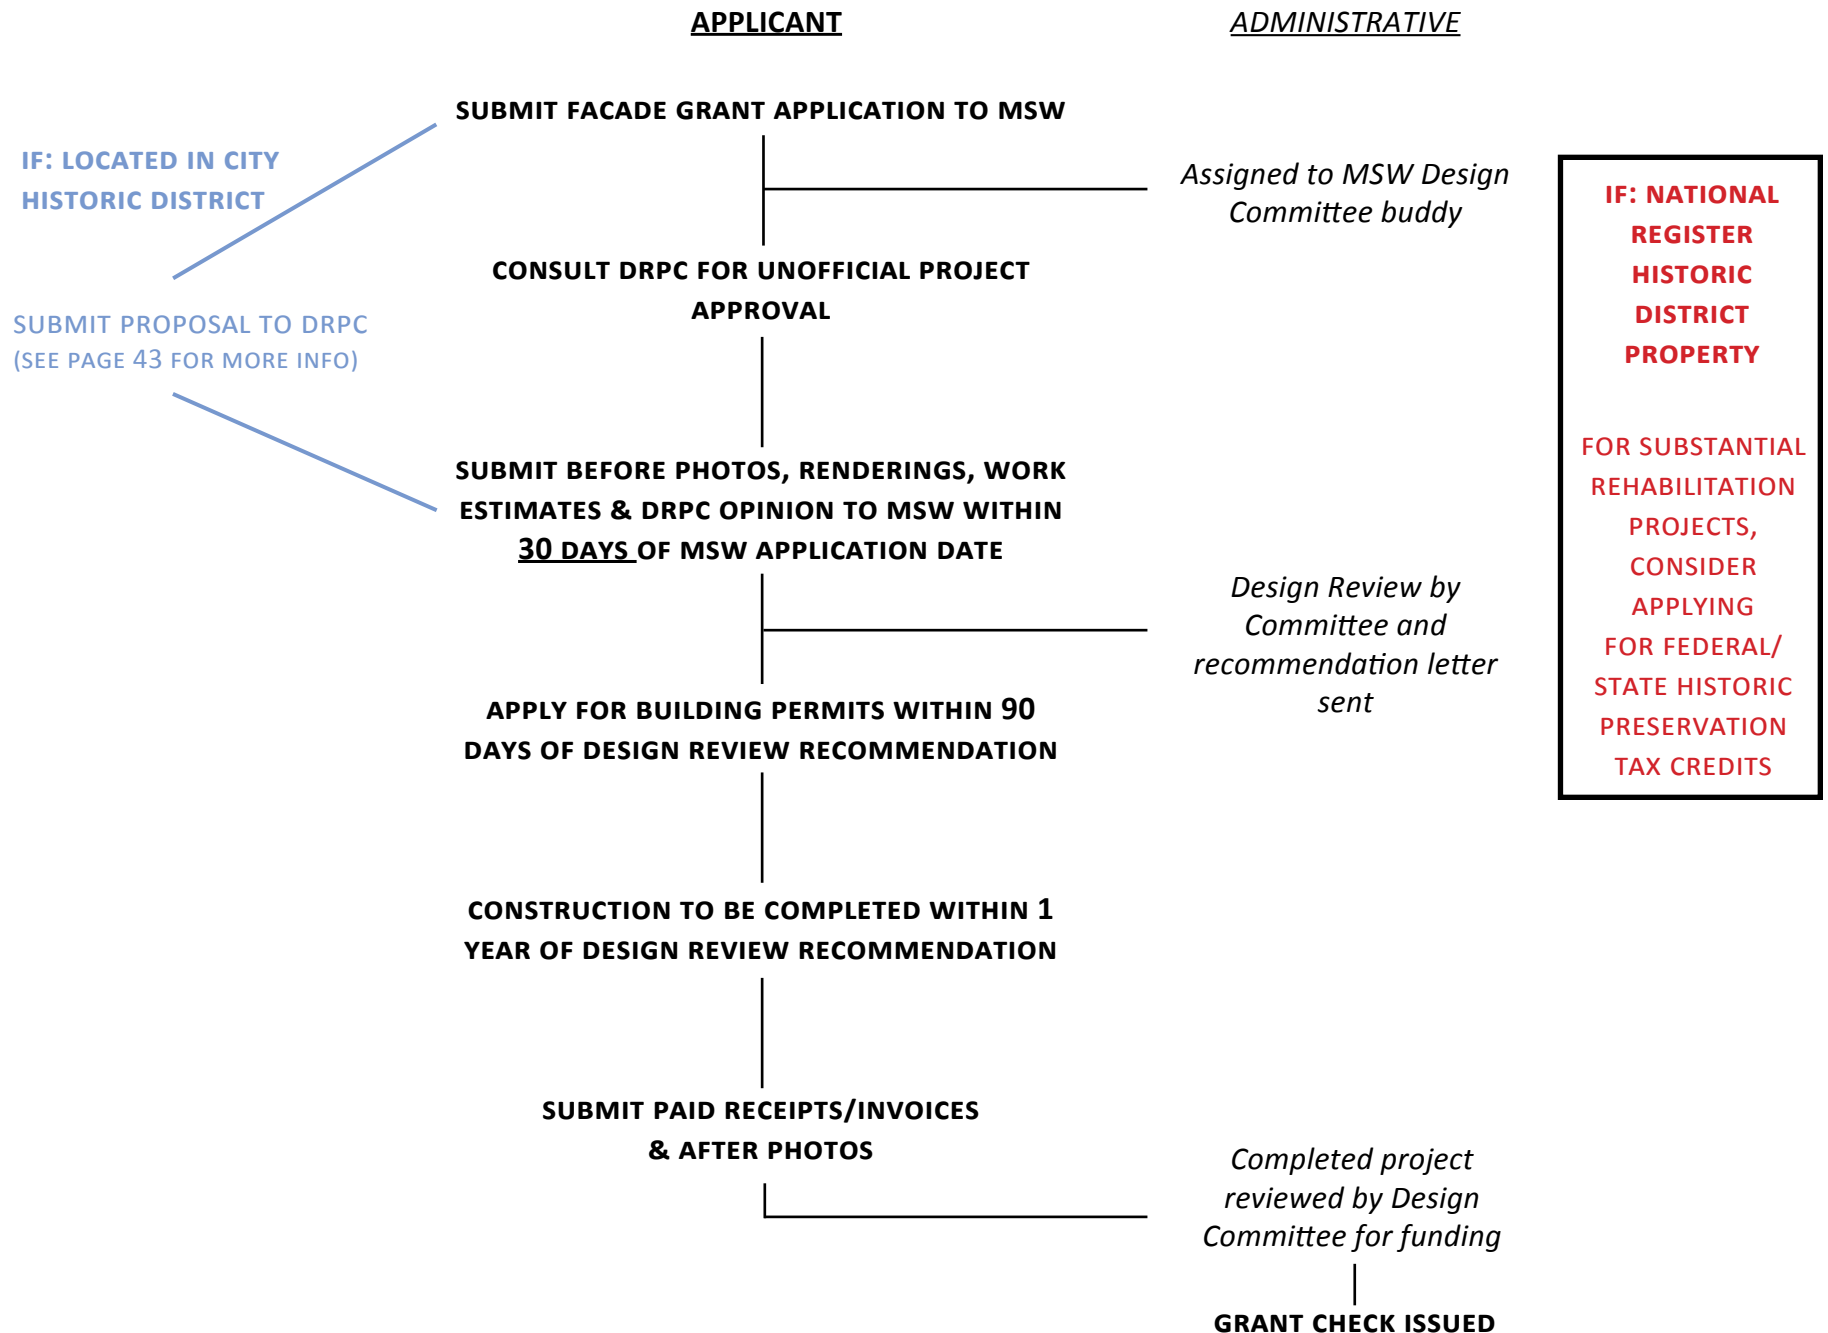 APPLICANT
ADMINISTRATIVE
SUBMIT FACADE GRANT APPLICATION TO MSW
IF: LOCATED IN CITY
HISTORIC DISTRICT
Assigned to MSW Design
Committee buddy
CONSULT DRPC FOR UNOFFICIAL PROJECT
APPROVAL
SUBMIT PROPOSAL TO DRPC
(SEE PAGE 43 FOR MORE INFO)
SUBMIT BEFORE PHOTOS, RENDERINGS, WORK
ESTIMATES & DRPC OPINION TO MSW WITHIN
30 DAYS OF MSW APPLICATION DATE
Design Review by
Committee and
recommendation letter
sent
APPLY FOR BUILDING PERMITS WITHIN 90
DAYS OF DESIGN REVIEW RECOMMENDATION
CONSTRUCTION TO BE COMPLETED WITHIN 1
YEAR OF DESIGN REVIEW RECOMMENDATION
SUBMIT PAID RECEIPTS/INVOICES
& AFTER PHOTOS
Completed project
reviewed by Design
Committee for funding
GRANT CHECK ISSUED
IF: NATIONAL
REGISTER
HISTORIC
DISTRICT
PROPERTY
FOR SUBSTANTIAL
REHABILITATION
PROJECTS,
CONSIDER
APPLYING
FOR FEDERAL/
STATE HISTORIC
PRESERVATION
TAX CREDITS